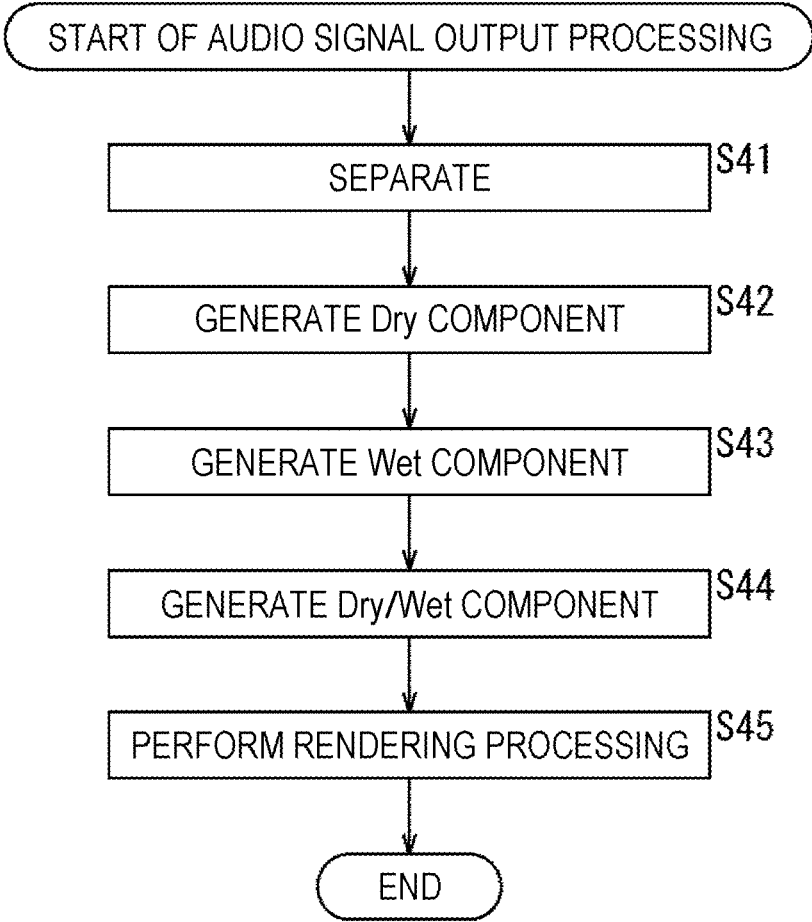 START OF AUDIO SIGNAL OUTPUT PROCESSING
SEPARATE
S41
GENERATE Dry COMPONENT
S42
GENERATE Wet COMPONENT
S43
GENERATE Dry/Wet COMPONENT
S44
PERFORM RENDERING PROCESSING
S45
END